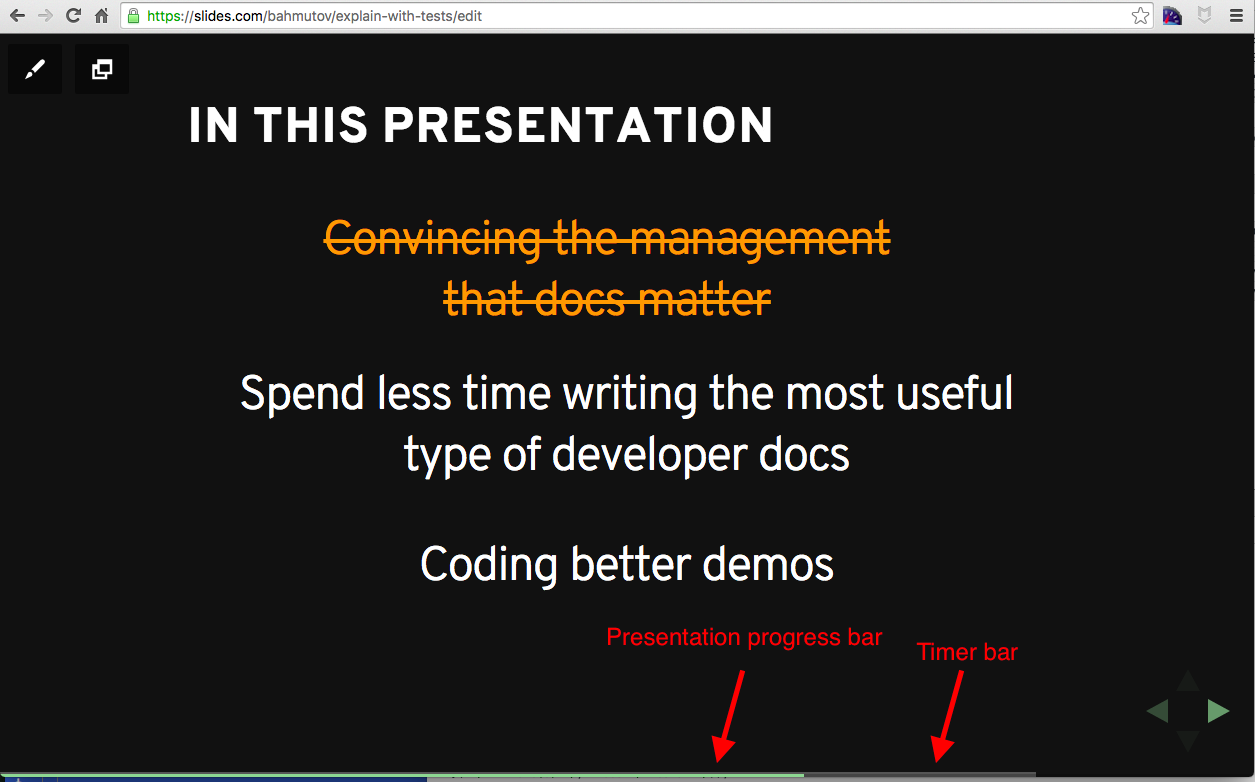 https://slides.com/bahmutov/explain-with-tests/edit
IN THIS PRESENTATION
Convincing the management
that docs matter
Spend less time writing the most useful
type of developer docs
Coding better demos
Presentation progress bar
Timer bar